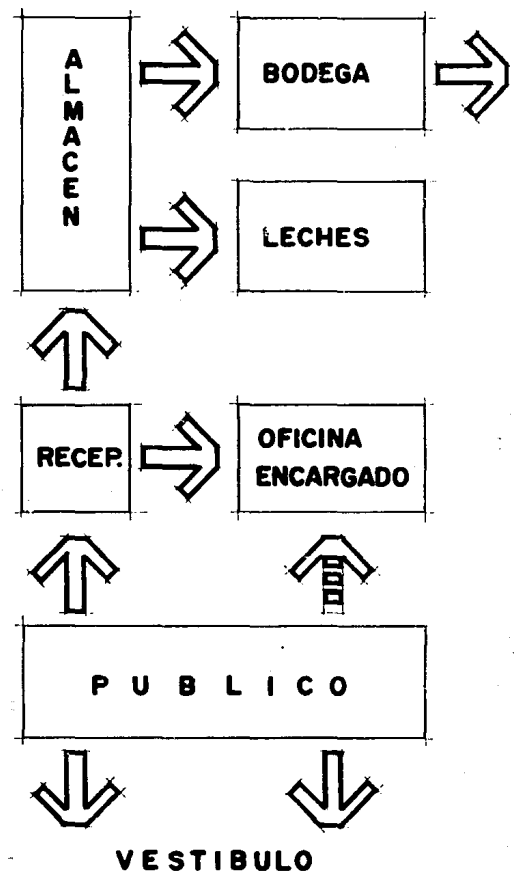 ALMACEN
BODEGA
LECHES
RECEP.
OFICINA
ENCARGADO
PUBLICO
VESTIBULO